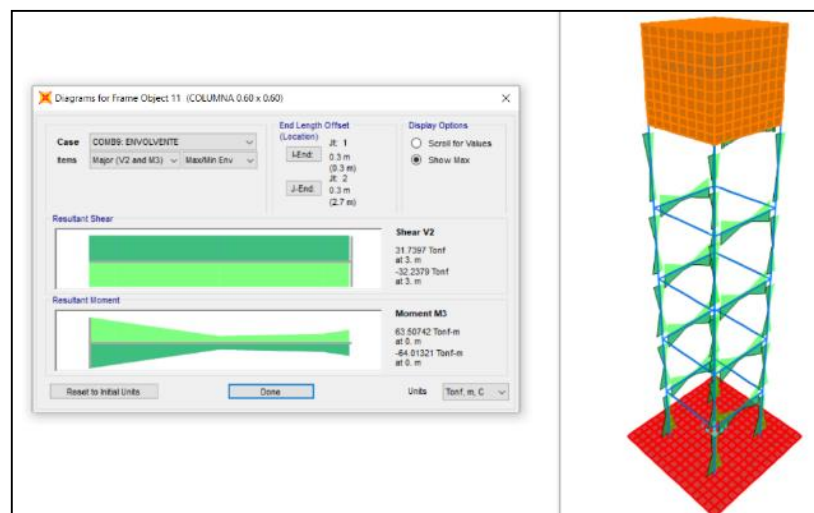 Diagrams for Frame Object 11 (COLUMNA 0.60 x 0.60)
Case
COMB9: ENVOLVENTE
tems
Major (V2 and M3)
Max/Min Env
End Length Offset
(Location)
Jt: 1
I-End:
0.3 m
(0.3 m)
Jt: 2
J-End:
0.3 m
(2.7 m)
Display Options
Scroll for Values
Show Max
Resultant Shear
Shear V2
31.7397 Tonf
at 3. m
-32.2379 Tonf
at 3. m
Resultant Moment
Moment M3
63.50742 Tonf-m
at 0. m
-64.01321 Tonf-m
at 0. m
Reset to Initial Units
Done
Units
Tonf, m, C